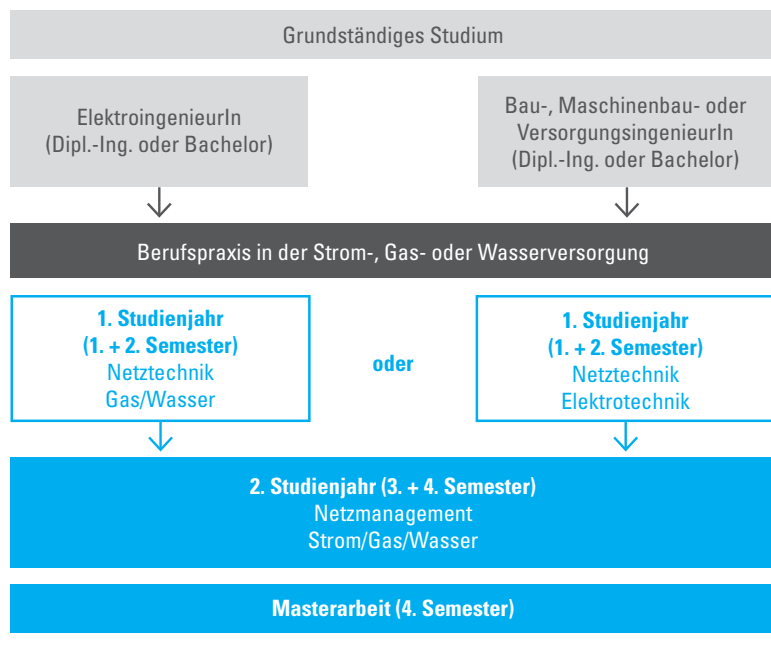 Grundständiges Studium
ElektroingenieurIn
(Dipl.-Ing. oder Bachelor)
Bau-, Maschinenbau- oder
VersorgungsingenieurIn
(Dipl.-Ing. oder Bachelor)
Berufspraxis in der Strom-, Gas- oder Wasserversorgung
1. Studienjahr
(1. + 2. Semester)
Netztechnik
Gas/Wasser
oder
1. Studienjahr
(1. + 2. Semester)
Netztechnik
Elektrotechnik
2. Studienjahr (3. + 4. Semester)
Netzmanagement
Strom/Gas/Wasser
Masterarbeit (4. Semester)